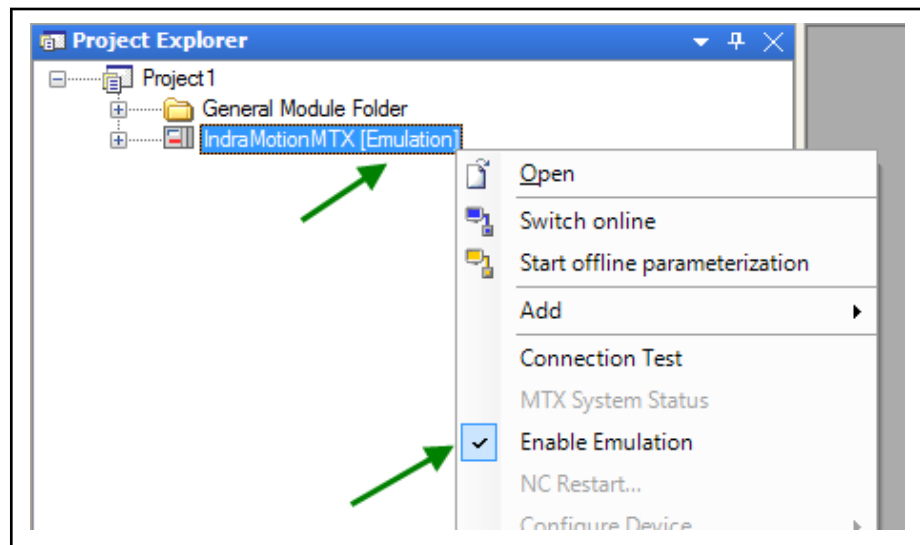 Project Explorer
Project1
General Module Folder
IndraMotionMTX [Emulation]
Open
Switch online
Start offline parameterization
Add
Connection Test
MTX System Status
Enable Emulation
NC Restart...
Configure Device